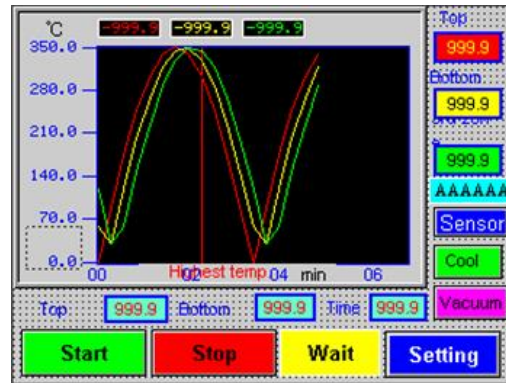 °C -999.9 -999.9 -999.9
350.0
280.0
210.0
140.0
70.0
0.0
00 02 04 min 06
Highest temp
Top
999.9
Bottom
999.9
999.9
AAAAAA
Sensor
Cool
Vacuum
Top 999.9 Bottom 999.9 Time 999.9
Start Stop Wait Setting